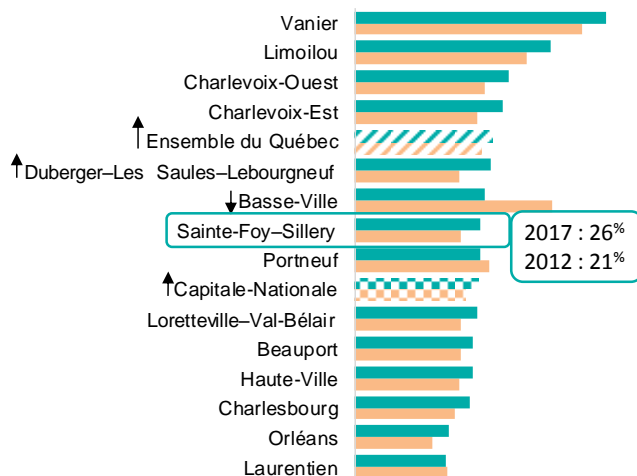 Vanier
Limoilou
Charlevoix-Ouest
Charlevoix-Est
Ensemble du Québec
Duberger–Les Saules–Lebourgneuf
Basse-Ville
Sainte-Foy–Sillery
2017 : 26%
2012 : 21%
Portneuf
Capitale-Nationale
Loretteville–Val-Bélair
Beauport
Haute-Ville
Charlesbourg
Orléans
Laurentien